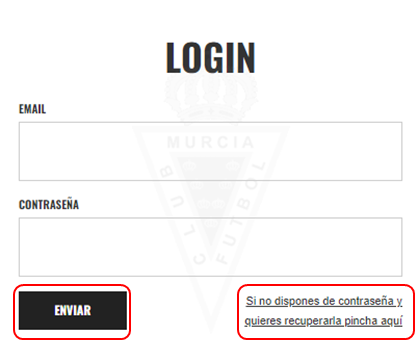 LOGIN
EMAIL
MURCIA
CLUB
FUTBOL
CONTRASEÑA
ENVIAR
Si no dispones de contraseña y
quieres recuperarla pincha aquí